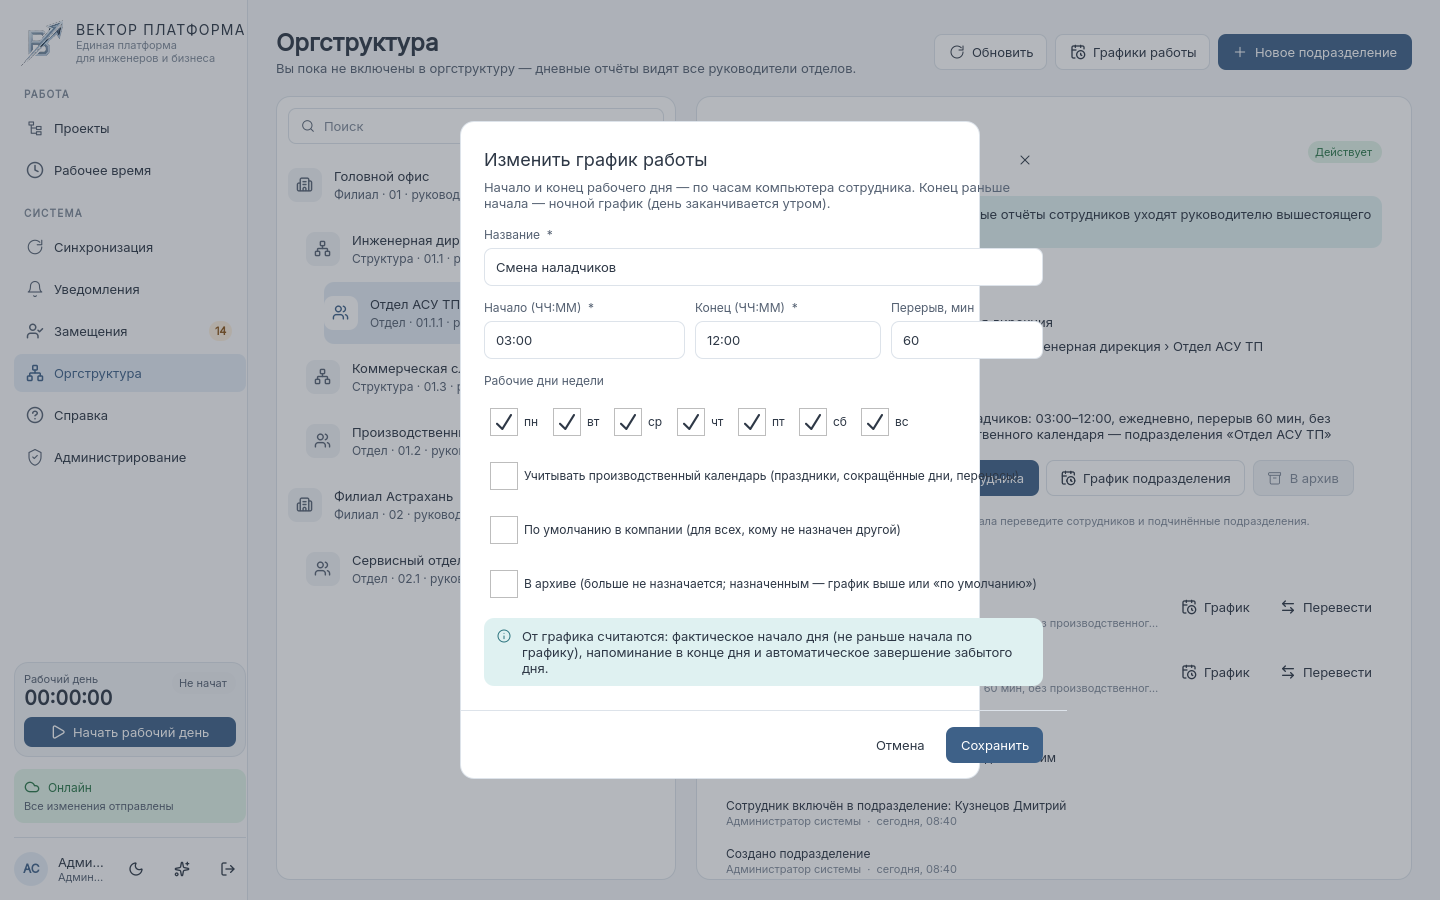 ВЕКТОР ПЛАТФОРМА
Единая платформа
для инженеров и бизнеса
РАБОТА
Проекты
Рабочее время
СИСТЕМА
Синхронизация
Уведомления
Замещения
14
Оргструктура
Справка
Администрирование
Рабочий день
Не начат
00:00:00
Начать рабочий день
Онлайн
Все изменения отправлены
АС
Адми...
Админ...
Оргструктура
Вы пока не включены в оргструктуру — дневные отчёты видят все руководители отделов.
Обновить
Графики работы
Новое подразделение
Поиск
Головной офис
Филиал · 01 · руковод
Инженерная дир
Структура · 01.1 · р
Отдел АСУ ТП
Отдел · 01.1.1 · р
Коммерческая с
Структура · 01.3 ·
Производственн
Отдел · 01.2 · руко
Филиал Астрахань
Филиал · 02 · руковод
Сервисный отдел
Отдел · 02.1 · руко
Изменить график работы
Начало и конец рабочего дня — по часам компьютера сотрудника. Конец раньше
начала — ночной график (день заканчивается утром).
Название *
Смена наладчиков
Начало (ЧЧ:ММ) *
Конец (ЧЧ:ММ) *
Перерыв, мин
03:00
12:00
60
Рабочие дни недели
пн
вт
ср
чт
пт
сб
вс
Учитывать производственный календарь (праздники, сокращённые дни, переносы)
По умолчанию в компании (для всех, кому не назначен другой)
В архиве (больше не назначается; назначенным — график выше или «по умолчанию»)
От графика считаются: фактическое начало дня (не раньше начала по
графику), напоминание в конце дня и автоматическое завершение забытого
дня.
Отмена
Сохранить
Действует
ые отчёты сотрудников уходят руководителю вышестоящего
дирекция
енерная дирекция › Отдел АСУ ТП
адчиков: 03:00–12:00, ежедневно, перерыв 60 мин, без
твенного календаря — подразделения «Отдел АСУ ТП»
удника
График подразделения
В архив
ала переведите сотрудников и подчинённые подразделения.
График
Перевести
з производственног...
График
Перевести
60 мин, без производственног...
им
Сотрудник включён в подразделение: Кузнецов Дмитрий
Администратор системы · сегодня, 08:40
Создано подразделение
Администратор системы · сегодня, 08:40